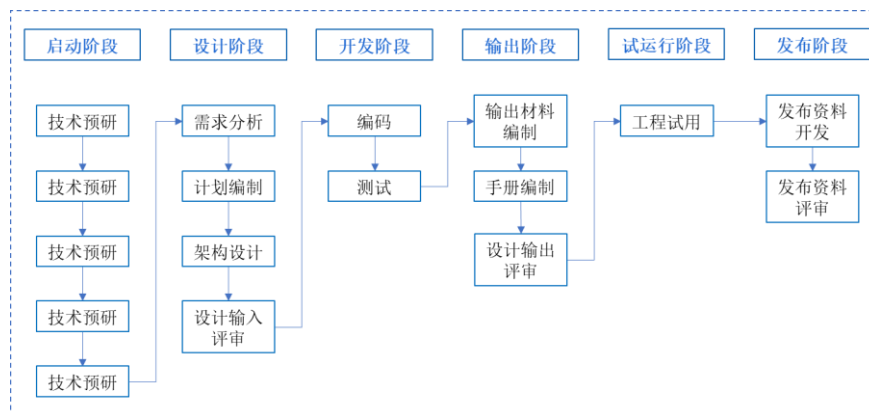 启动阶段
设计阶段
开发阶段
输出阶段
试运行阶段
发布阶段
技术预研
技术预研
技术预研
技术预研
技术预研
需求分析
计划编制
架构设计
设计输入
评审
编码
测试
输出材料
编制
手册编制
设计输出
评审
工程试用
发布资料
开发
发布资料
评审